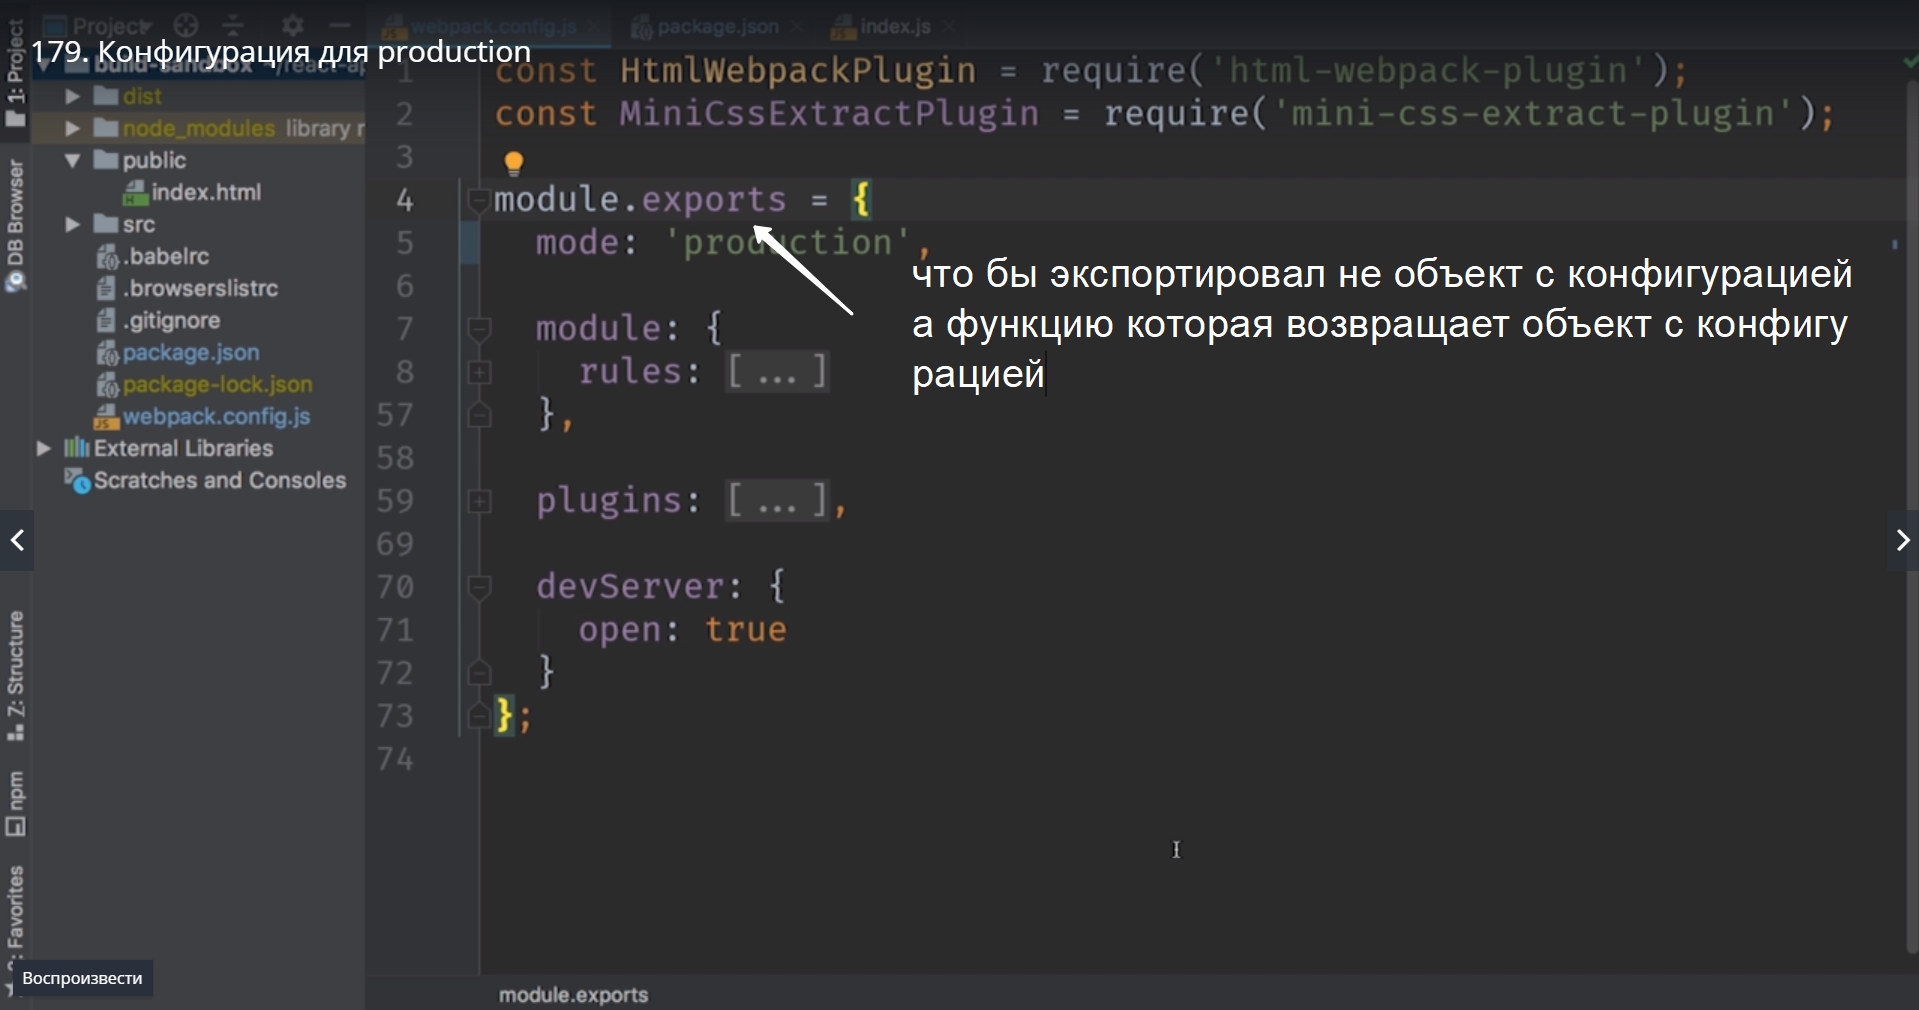 Project
webpack.config.js
package.json
index.js
179. Конфигурация для production
build-sandbox
dist
node_modules library r
public
index.html
src
.babelrc
.browserslistrc
.gitignore
package.json
package-lock.json
webpack.config.js
External Libraries
Scratches and Consoles
1: Project
DB Browser
Z: Structure
npm
Favorites
1 const HtmlWebpackPlugin = require('html-webpack-plugin');
2 const MiniCssExtractPlugin = require('mini-css-extract-plugin');
3
4 module.exports = {
5 mode: 'production',
6
7 module: {
8 rules: [ ... ]
57 },
58
59 plugins: [ ... ],
69
70 devServer: {
71 open: true
72 }
73 };
74
что бы экспортировал не объект с конфигурацией
а функцию которая возвращает объект с конфигу
рацией
Воспроизвести
module.exports